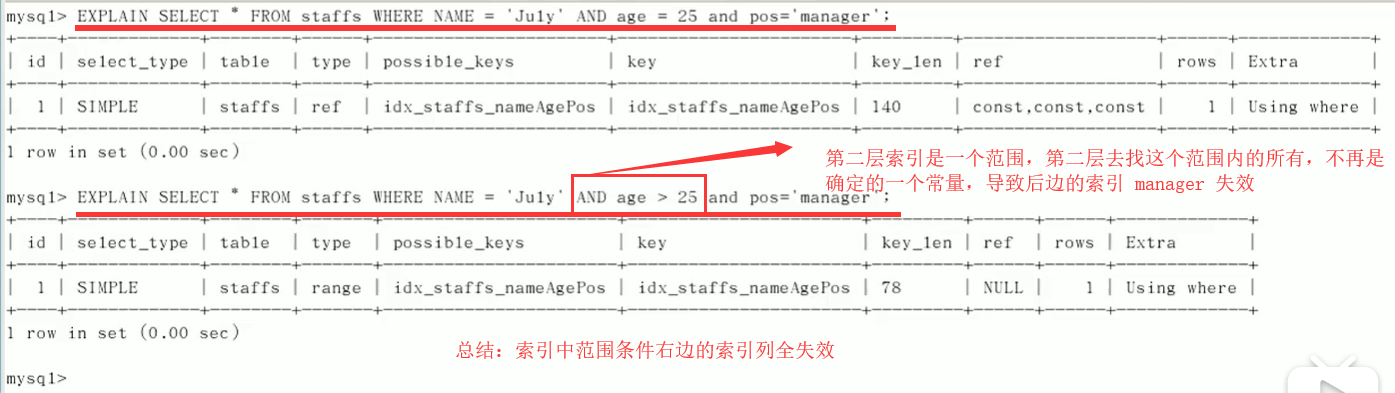 mysql> EXPLAIN SELECT * FROM staffs WHERE NAME = 'July' AND age = 25 and pos='manager';
| id | select_type | table | type | possible_keys | key | key_len | ref | rows | Extra |
| 1 | SIMPLE | staffs | ref | idx_staffs_nameAgePos | idx_staffs_nameAgePos | 140 | const,const,const | 1 | Using where |
1 row in set (0.00 sec)
第二层索引是一个范围，第二层去找这个范围内的所有，不再是
确定的一个常量，导致后边的索引 manager 失效
mysql> EXPLAIN SELECT * FROM staffs WHERE NAME = 'July' AND age > 25 and pos='manager';
| id | select_type | table | type | possible_keys | key | key_len | ref | rows | Extra |
| 1 | SIMPLE | staffs | range | idx_staffs_nameAgePos | idx_staffs_nameAgePos | 78 | NULL | 1 | Using where |
1 row in set (0.00 sec)
总结：索引中范围条件右边的索引列全失效
mysql>